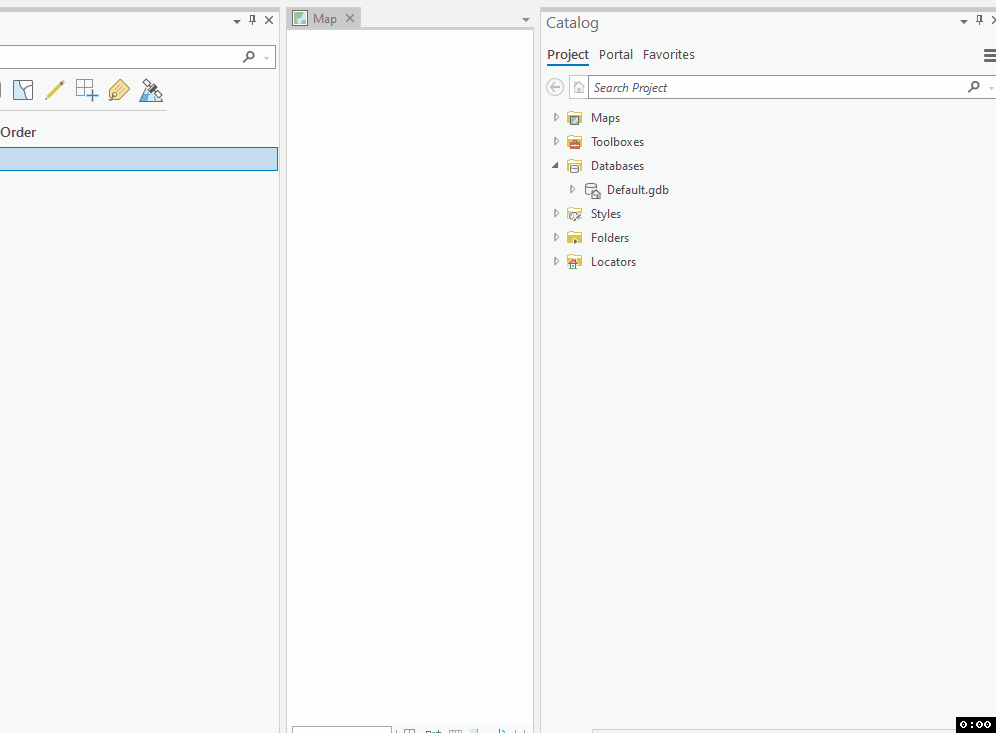 Map
Order
Catalog
Project Portal Favorites
Search Project
Maps
Toolboxes
Databases
Default.gdb
Styles
Folders
Locators
0:00